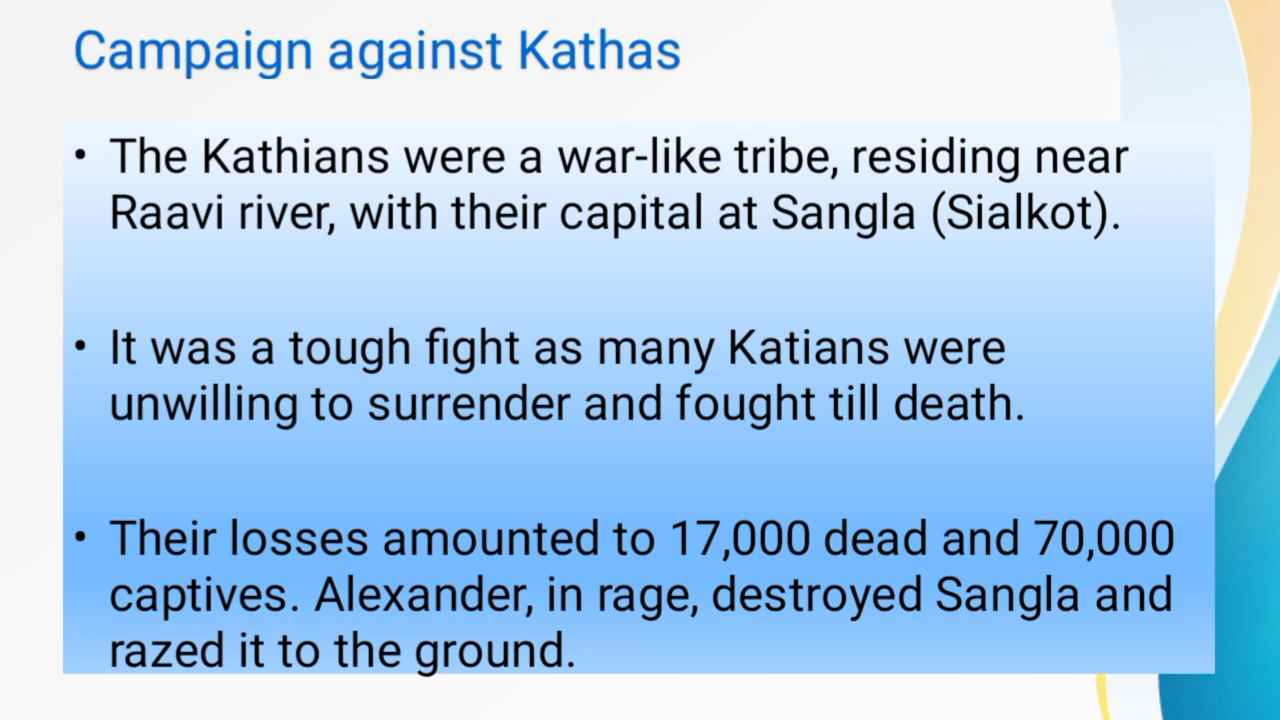 Campaign against Kathas
• The Kathians were a war-like tribe, residing near
Raavi river, with their capital at Sangla (Sialkot).
• It was a tough fight as many Katians were
unwilling to surrender and fought till death.
• Their losses amounted to 17,000 dead and 70,000
captives. Alexander, in rage, destroyed Sangla and
razed it to the ground.